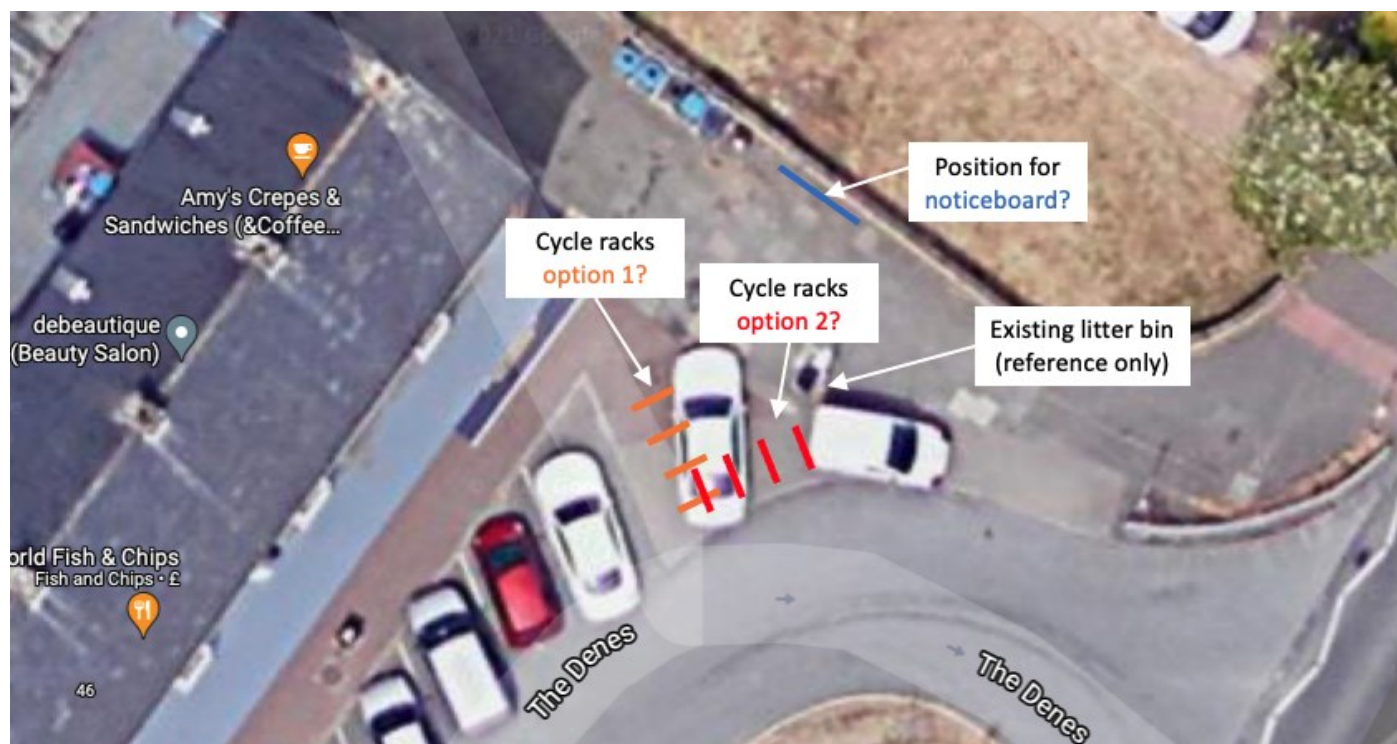 Position for
noticeboard?
Amy's Crepes &
Sandwiches (&Coffee...
Cycle racks
option 1?
Cycle racks
option 2?
Existing litter bin
(reference only)
debeautique
(Beauty Salon)
orld Fish & Chips
Fish and Chips • £
46
The Denes
The Denes